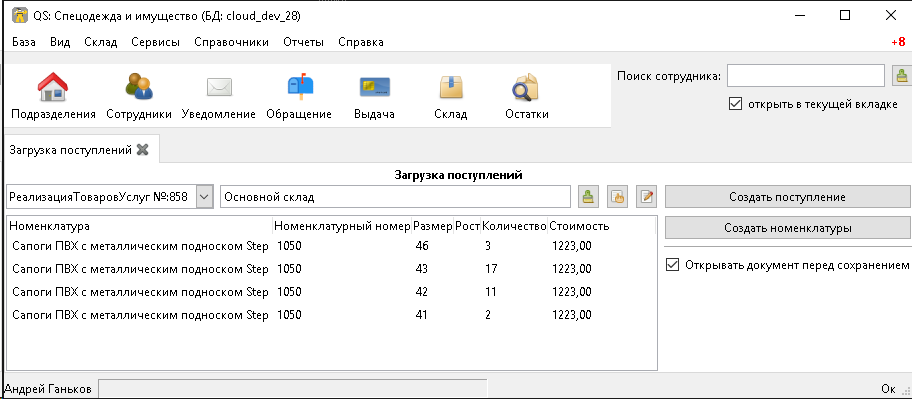 QS: Спецодежда и имущество (БД: cloud_dev_28)
База Вид Склад Сервисы Справочники Отчеты Справка +8
Подразделения Сотрудники Уведомление Обращение Выдача Склад Остатки
Поиск сотрудника:
открыть в текущей вкладке
Загрузка поступлений
Загрузка поступлений
РеализацияТоваровУслуг №:858 Основной склад Создать поступление
Создать номенклатуры
Открывать документ перед сохранением
Номенклатура Номенклатурный номер Размер Рост Количество Стоимость
Сапоги ПВХ с металлическим подноском Step 1050 46 3 1223,00
Сапоги ПВХ с металлическим подноском Step 1050 43 17 1223,00
Сапоги ПВХ с металлическим подноском Step 1050 42 11 1223,00
Сапоги ПВХ с металлическим подноском Step 1050 41 2 1223,00
Андрей Ганьков Ок